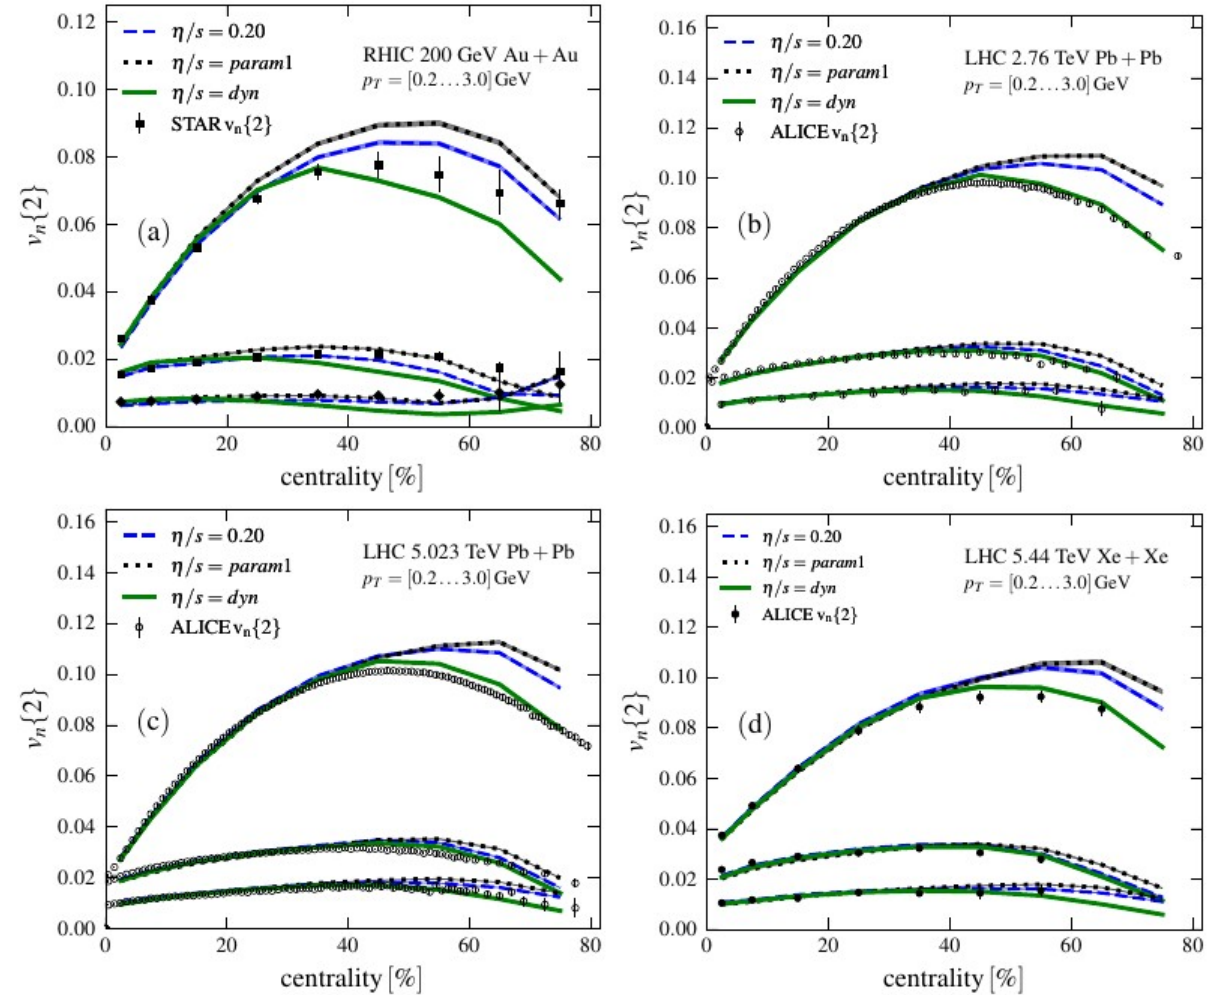 0.12
0.10
0.08
0.06
0.04
0.02
0.00
v_n{2}
η/s = 0.20
η/s = param1
η/s = dyn
STAR v_n{2}
RHIC 200 GeV Au + Au
p_T = [0.2…3.0] GeV
(a)
0 20 40 60 80
centrality [%]
0.16
0.14
0.12
0.10
0.08
0.06
0.04
0.02
0.00
v_n{2}
η/s = 0.20
η/s = param1
η/s = dyn
ALICE v_n{2}
LHC 2.76 TeV Pb + Pb
p_T = [0.2…3.0] GeV
(b)
0 20 40 60 80
centrality [%]
0.16
0.14
0.12
0.10
0.08
0.06
0.04
0.02
0.00
v_n{2}
η/s = 0.20
η/s = param1
η/s = dyn
ALICE v_n{2}
LHC 5.023 TeV Pb + Pb
p_T = [0.2…3.0] GeV
(c)
0 20 40 60 80
centrality [%]
0.16
0.14
0.12
0.10
0.08
0.06
0.04
0.02
0.00
v_n{2}
η/s = 0.20
η/s = param1
η/s = dyn
ALICE v_n{2}
LHC 5.44 TeV Xe + Xe
p_T = [0.2…3.0] GeV
(d)
0 20 40 60 80
centrality [%]